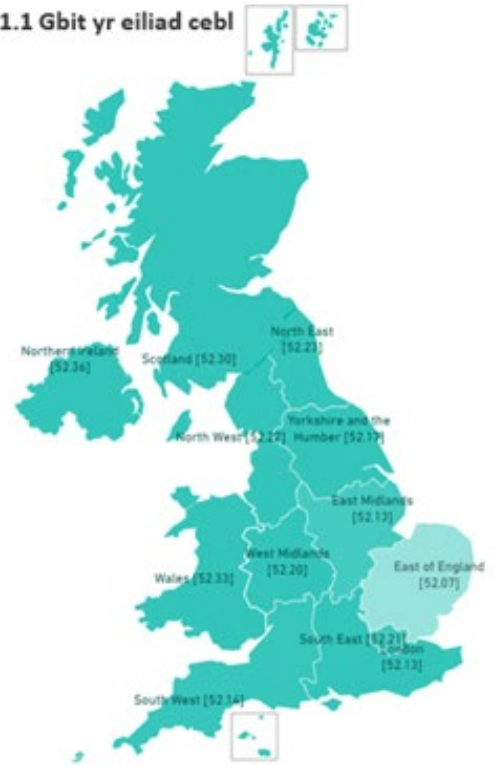 1.1 Gbit yr eiliad cebl
North East
[52.23]
Northern Ireland
[52.36]
Scotland [52.30]
Yorkshire and the
North West [52.22] Humber [52.17]
East Midlands
[52.13]
West Midlands
[52.20]
East of England
[52.07]
Wales [52.33]
South East [52.21]
London
[52.13]
South West [52.14]